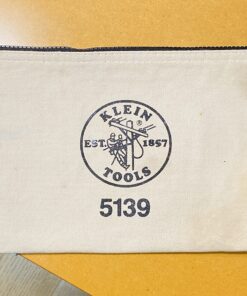 KLEIN
®
EST. 1857
TOOLS
5139